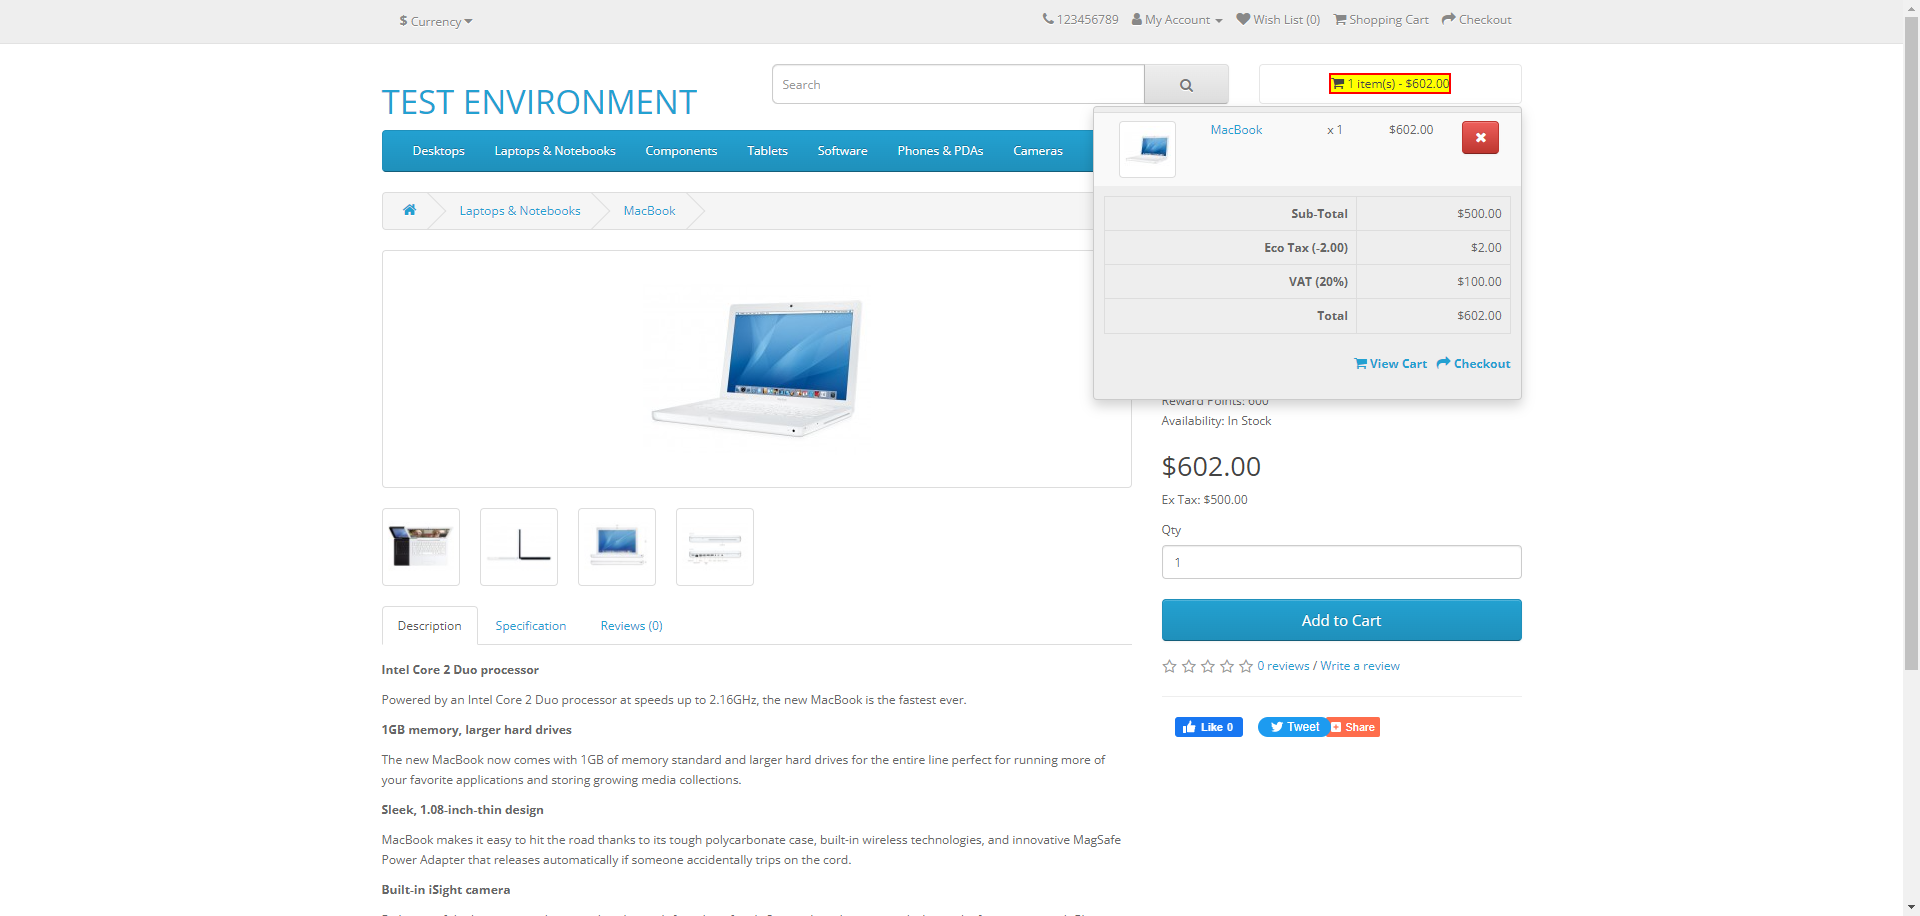 $ Currency
123456789 My Account Wish List (0) Shopping Cart Checkout
TEST ENVIRONMENT
Search
1 item(s) - $602.00
MacBook x 1 $602.00
Sub-Total $500.00
Eco Tax (-2.00) $2.00
VAT (20%) $100.00
Total $602.00
View Cart Checkout
Desktops Laptops & Notebooks Components Tablets Software Phones & PDAs Cameras
Laptops & Notebooks MacBook
Reward Points: 600
Availability: In Stock
$602.00
Ex Tax: $500.00
Qty
1
Add to Cart
0 reviews / Write a review
Like 0 Tweet Share
Description Specification Reviews (0)
Intel Core 2 Duo processor
Powered by an Intel Core 2 Duo processor at speeds up to 2.16GHz, the new MacBook is the fastest ever.
1GB memory, larger hard drives
The new MacBook now comes with 1GB of memory standard and larger hard drives for the entire line perfect for running more of
your favorite applications and storing growing media collections.
Sleek, 1.08-inch-thin design
MacBook makes it easy to hit the road thanks to its tough polycarbonate case, built-in wireless technologies, and innovative MagSafe
Power Adapter that releases automatically if someone accidentally trips on the cord.
Built-in iSight camera